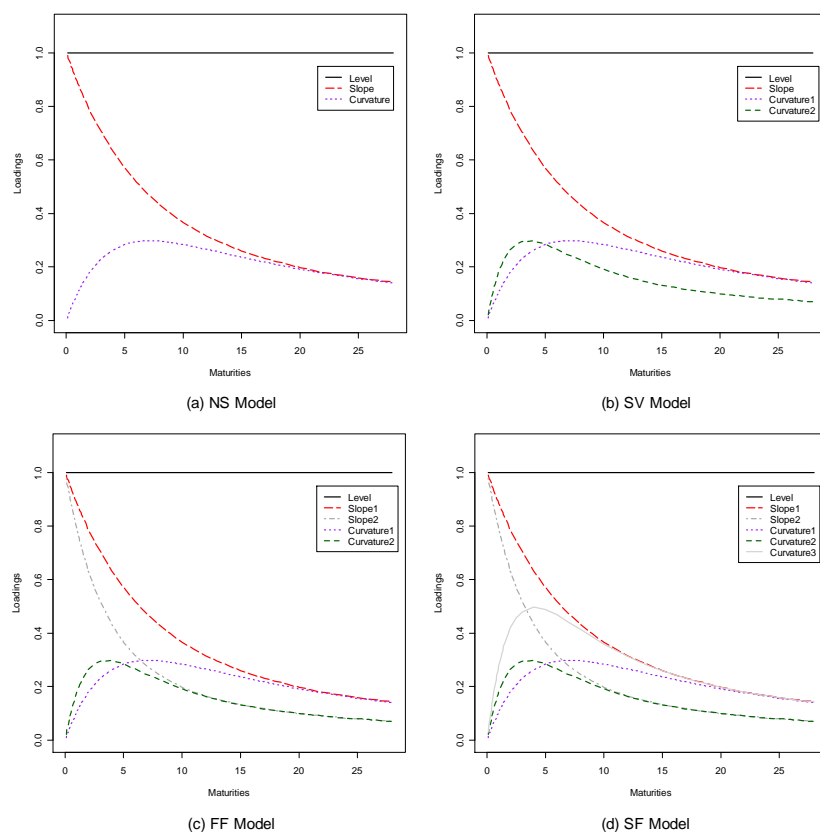 1.0
0.8
0.6
0.4
0.2
0.0
Loadings
Level
Slope
Curvature
0 5 10 15 20 25
Maturities
(a) NS Model
1.0
0.8
0.6
0.4
0.2
0.0
Loadings
Level
Slope
Curvature1
Curvature2
0 5 10 15 20 25
Maturities
(b) SV Model
1.0
0.8
0.6
0.4
0.2
0.0
Loadings
Level
Slope1
Slope2
Curvature1
Curvature2
0 5 10 15 20 25
Maturities
(c) FF Model
1.0
0.8
0.6
0.4
0.2
0.0
Loadings
Level
Slope1
Slope2
Curvature1
Curvature2
Curvature3
0 5 10 15 20 25
Maturities
(d) SF Model